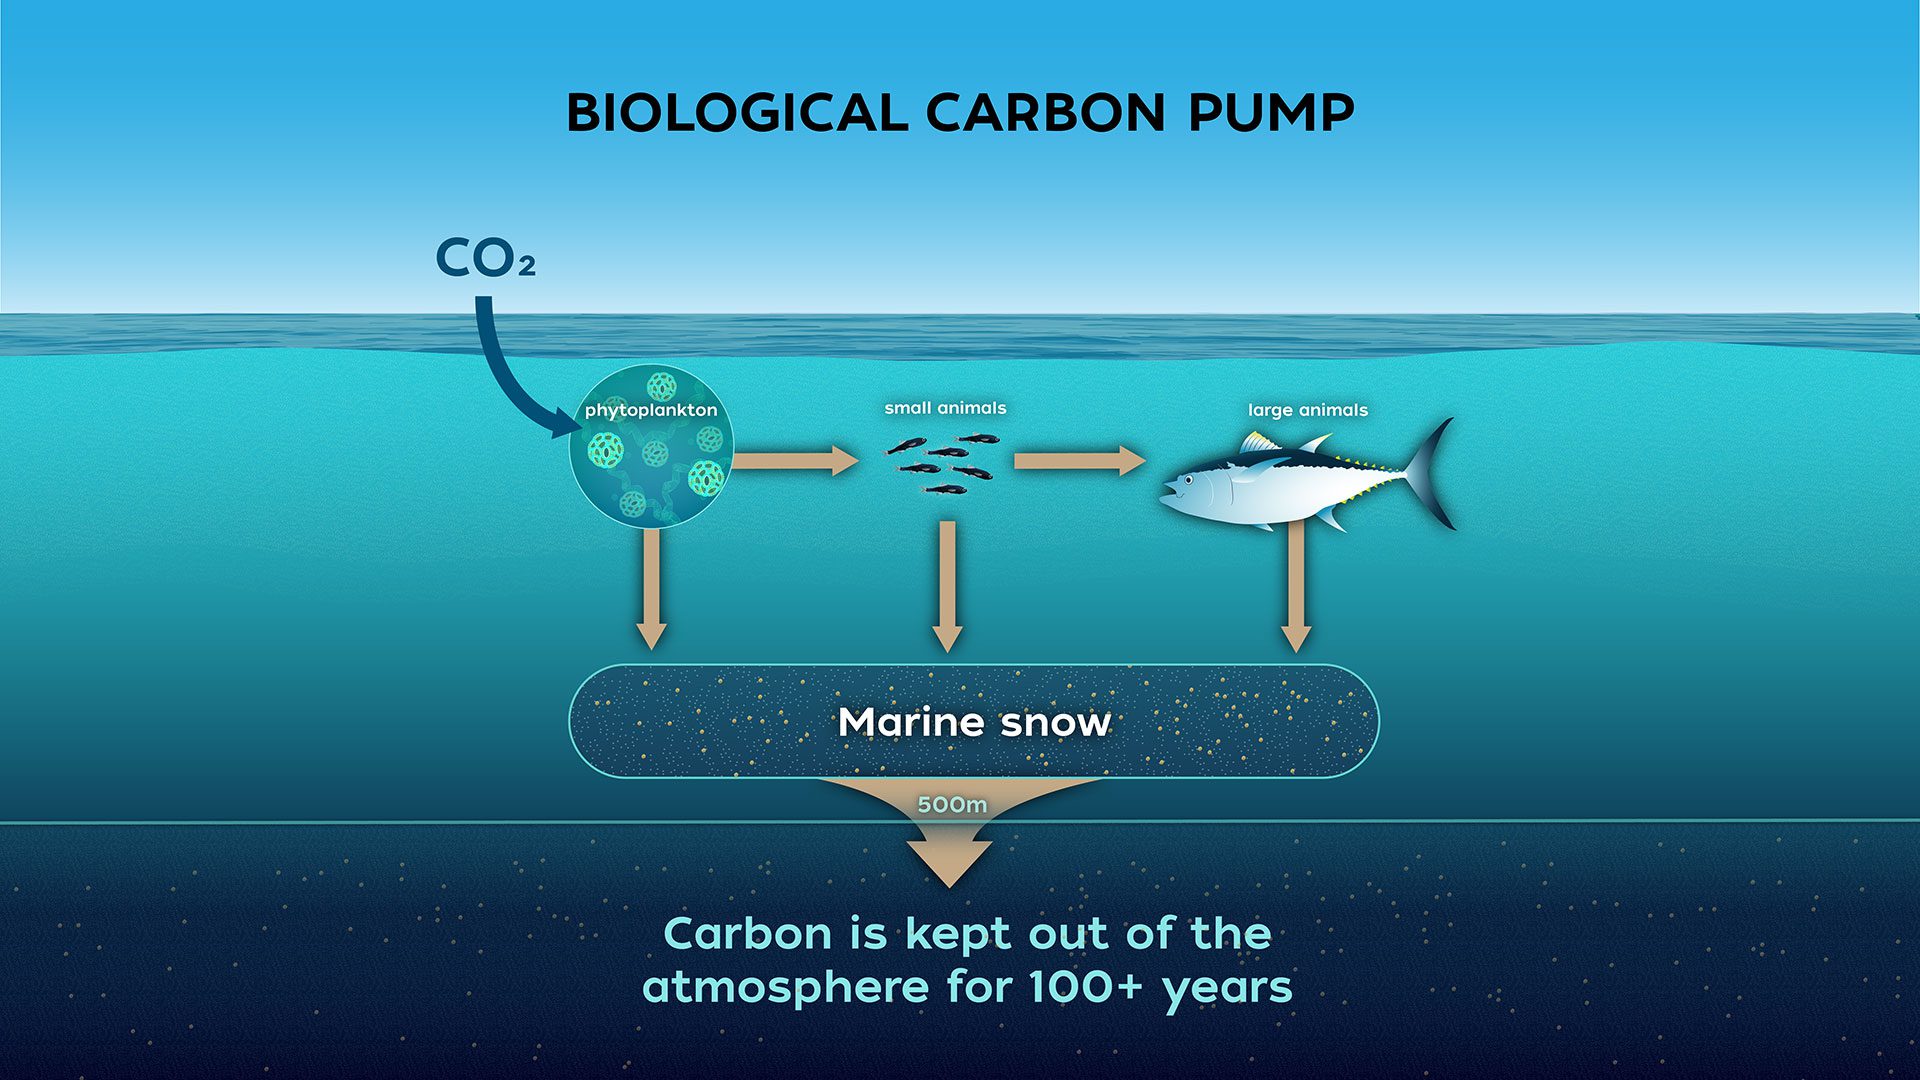 BIOLOGICAL CARBON PUMP
CO₂
phytoplankton
small animals
large animals
Marine snow
500m
Carbon is kept out of the
atmosphere for 100+ years